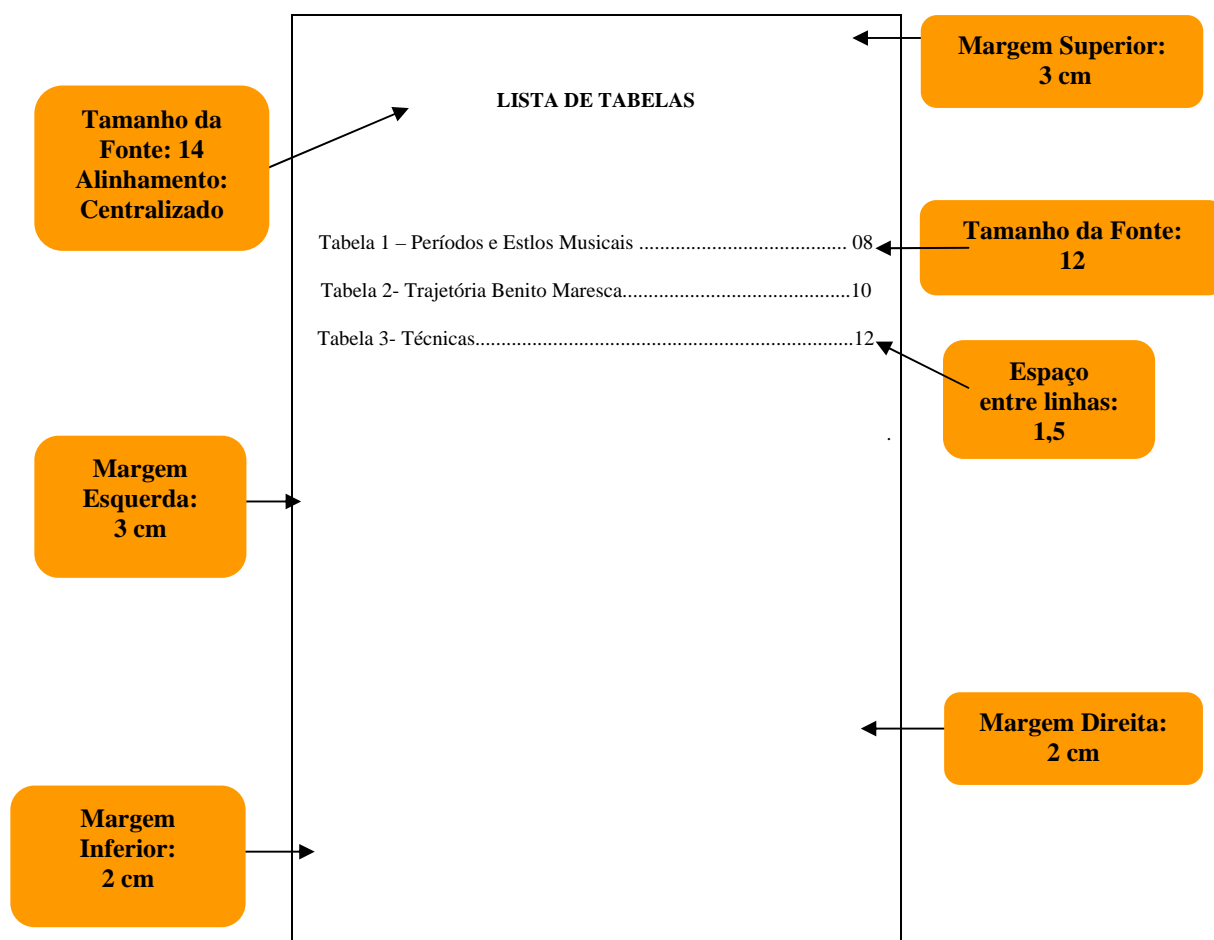 Margem Superior:
3 cm
LISTA DE TABELAS
Tamanho da
Fonte: 14
Alinhamento:
Centralizado
Tabela 1 – Períodos e Estlos Musicais ........................................ 08
Tamanho da Fonte:
12
Tabela 2- Trajetória Benito Maresca............................................10
Tabela 3- Técnicas.........................................................................12
Espaço
entre linhas:
1,5
.
Margem
Esquerda:
3 cm
Margem Direita:
2 cm
Margem
Inferior:
2 cm